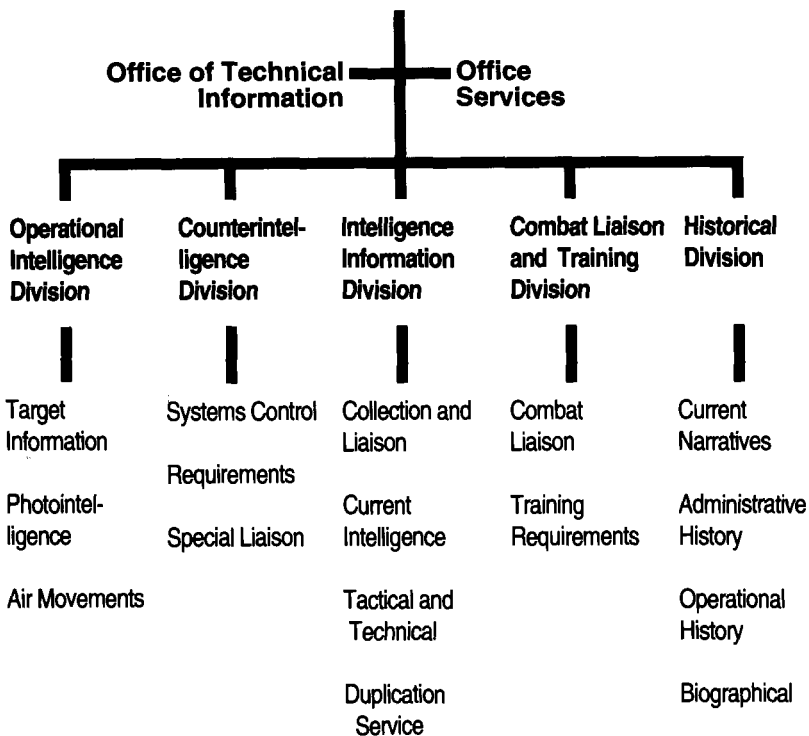 Office of Technical
Information
Office
Services
Operational
Intelligence
Division
Counterintel-
ligence
Division
Intelligence
Information
Division
Combat Liaison
and Training
Division
Historical
Division
Target
Information
Photointel-
ligence
Air Movements
Systems Control
Requirements
Special Liaison
Collection and
Liaison
Current
Intelligence
Tactical and
Technical
Duplication
Service
Combat
Liaison
Training
Requirements
Current
Narratives
Administrative
History
Operational
History
Biographical